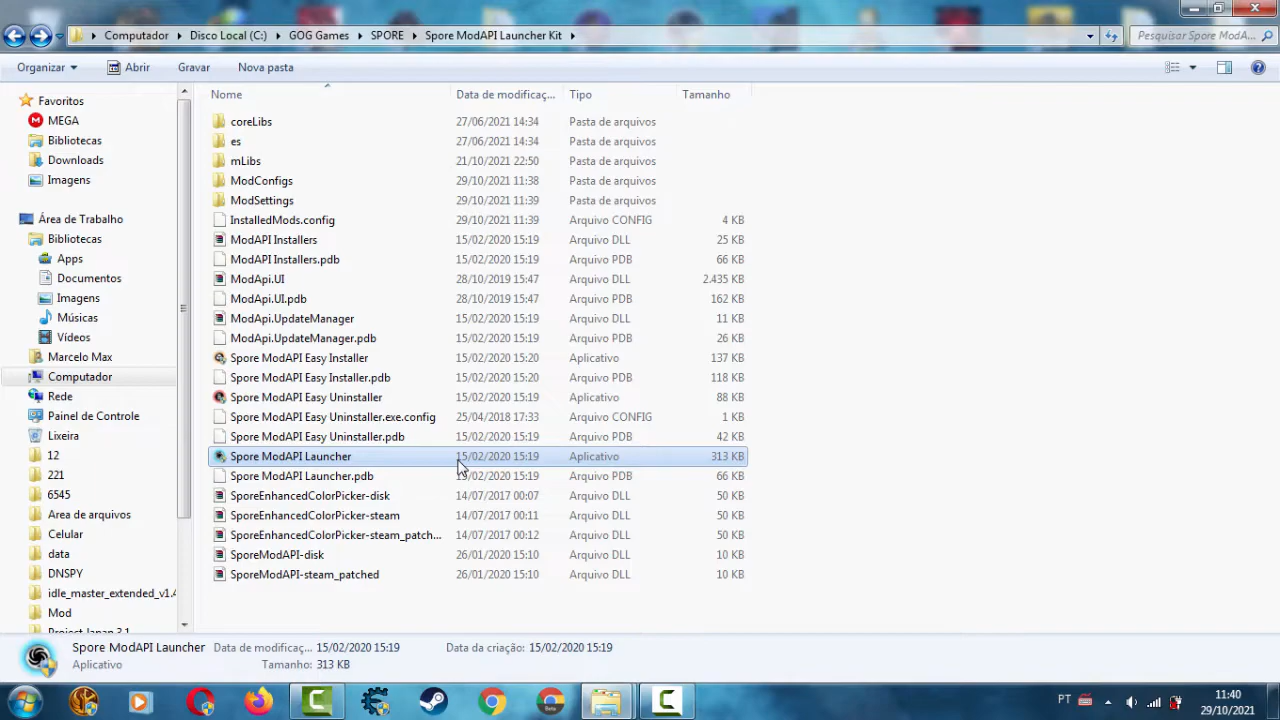 Computador
Disco Local (C:)
GOG Games
SPORE
Spore ModAPI Launcher Kit
Pesquisar Spore ModA...
Organizar
Abrir
Gravar
Nova pasta
Nome
Data de modificaç...
Tipo
Tamanho
Favoritos
MEGA
Bibliotecas
Downloads
Imagens
Área de Trabalho
Bibliotecas
Apps
Documentos
Imagens
Músicas
Vídeos
Marcelo Max
Computador
Rede
Painel de Controle
Lixeira
12
221
6545
Area de arquivos
Celular
data
DNSPY
idle_master_extended_v1.4
Mod
Project Japan 3.1
coreLibs 27/06/2021 14:34 Pasta de arquivos
es 27/06/2021 14:34 Pasta de arquivos
mLibs 21/10/2021 22:50 Pasta de arquivos
ModConfigs 29/10/2021 11:38 Pasta de arquivos
ModSettings 29/10/2021 11:39 Pasta de arquivos
InstalledMods.config 29/10/2021 11:39 Arquivo CONFIG 4 KB
ModAPI Installers 15/02/2020 15:19 Arquivo DLL 25 KB
ModAPI Installers.pdb 15/02/2020 15:19 Arquivo PDB 66 KB
ModApi.UI 28/10/2019 15:47 Arquivo DLL 2.435 KB
ModApi.UI.pdb 28/10/2019 15:47 Arquivo PDB 162 KB
ModApi.UpdateManager 15/02/2020 15:19 Arquivo DLL 11 KB
ModApi.UpdateManager.pdb 15/02/2020 15:19 Arquivo PDB 26 KB
Spore ModAPI Easy Installer 15/02/2020 15:20 Aplicativo 137 KB
Spore ModAPI Easy Installer.pdb 15/02/2020 15:20 Arquivo PDB 118 KB
Spore ModAPI Easy Uninstaller 15/02/2020 15:19 Aplicativo 88 KB
Spore ModAPI Easy Uninstaller.exe.config 25/04/2018 17:33 Arquivo CONFIG 1 KB
Spore ModAPI Easy Uninstaller.pdb 15/02/2020 15:19 Arquivo PDB 42 KB
Spore ModAPI Launcher 15/02/2020 15:19 Aplicativo 313 KB
Spore ModAPI Launcher.pdb 15/02/2020 15:19 Arquivo PDB 66 KB
SporeEnhancedColorPicker-disk 14/07/2017 00:07 Arquivo DLL 50 KB
SporeEnhancedColorPicker-steam 14/07/2017 00:11 Arquivo DLL 50 KB
SporeEnhancedColorPicker-steam_patch... 14/07/2017 00:12 Arquivo DLL 50 KB
SporeModAPI-disk 26/01/2020 15:10 Arquivo DLL 10 KB
SporeModAPI-steam_patched 26/01/2020 15:10 Arquivo DLL 10 KB
Spore ModAPI Launcher Data de modificaç... 15/02/2020 15:19 Data da criação: 15/02/2020 15:19
Aplicativo Tamanho: 313 KB
Beta
PT
11:40
29/10/2021